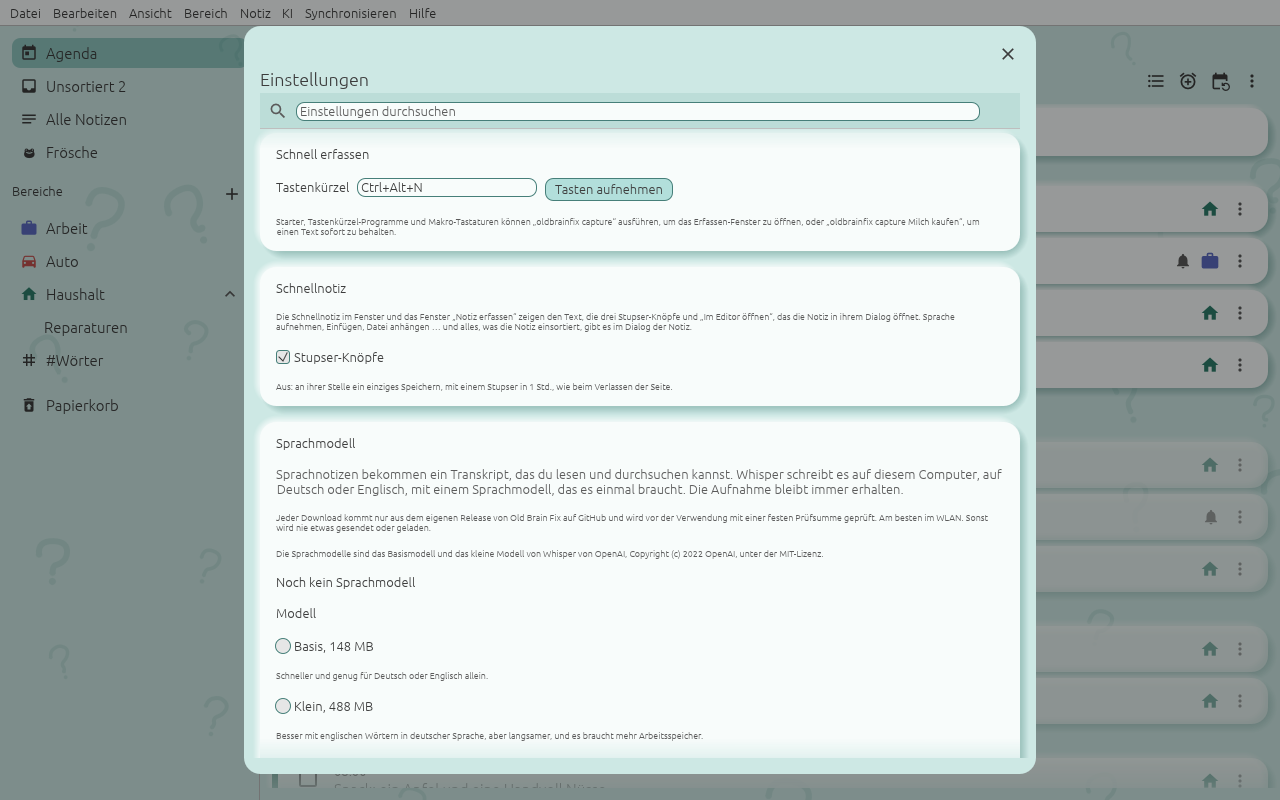 Datei Bearbeiten Ansicht Bereich Notiz KI Synchronisieren Hilfe
Agenda
Unsortiert 2
Alle Notizen
Frösche
Bereiche
Arbeit
Auto
Haushalt
Reparaturen
#Wörter
Papierkorb
Einstellungen
Einstellungen durchsuchen
Schnell erfassen
Tastenkürzel Ctrl+Alt+N Tasten aufnehmen
Starter, Tastenkürzel-Programme und Makro-Tastaturen können „oldbrainfix capture“ ausführen, um das Erfassen-Fenster zu öffnen, oder „oldbrainfix capture Milch kaufen“, um
einen Text sofort zu behalten.
Schnellnotiz
Die Schnellnotiz im Fenster und das Fenster „Notiz erfassen“ zeigen den Text, die drei Stupser-Knöpfe und „Im Editor öffnen“, das die Notiz in ihrem Dialog öffnet. Sprache
aufnehmen, Einfügen, Datei anhängen … und alles, was die Notiz einsortiert, gibt es im Dialog der Notiz.
Stupser-Knöpfe
Aus: an ihrer Stelle ein einziges Speichern, mit einem Stupser in 1 Std., wie beim Verlassen der Seite.
Sprachmodell
Sprachnotizen bekommen ein Transkript, das du lesen und durchsuchen kannst. Whisper schreibt es auf diesem Computer, auf
Deutsch oder Englisch, mit einem Sprachmodell, das es einmal braucht. Die Aufnahme bleibt immer erhalten.
Jeder Download kommt nur aus dem eigenen Release von Old Brain Fix auf GitHub und wird vor der Verwendung mit einer festen Prüfsumme geprüft. Am besten im WLAN. Sonst
wird nie etwas gesendet oder geladen.
Die Sprachmodelle sind das Basismodell und das kleine Modell von Whisper von OpenAI, Copyright (c) 2022 OpenAI, unter der MIT-Lizenz.
Noch kein Sprachmodell
Modell
Basis, 148 MB
Schneller und genug für Deutsch oder Englisch allein.
Klein, 488 MB
Besser mit englischen Wörtern in deutscher Sprache, aber langsamer, und es braucht mehr Arbeitsspeicher.